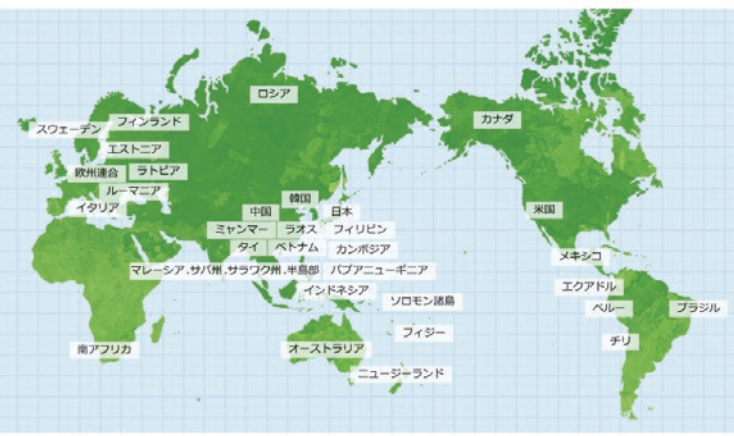 ロシア
カナダ
スウェーデン
フィンランド
エストニア
欧州連合
ラトビア
ルーマニア
イタリア
韓国
中国
日本
米国
ミャンマー
ラオス
フィリピン
タイ
ベトナム
カンボジア
メキシコ
マレーシア,サバ州,サラワク州,半島部
パプアニューギニア
エクアドル
インドネシア
ソロモン諸島
ペルー
ブラジル
フィジー
チリ
南アフリカ
オーストラリア
ニュージーランド